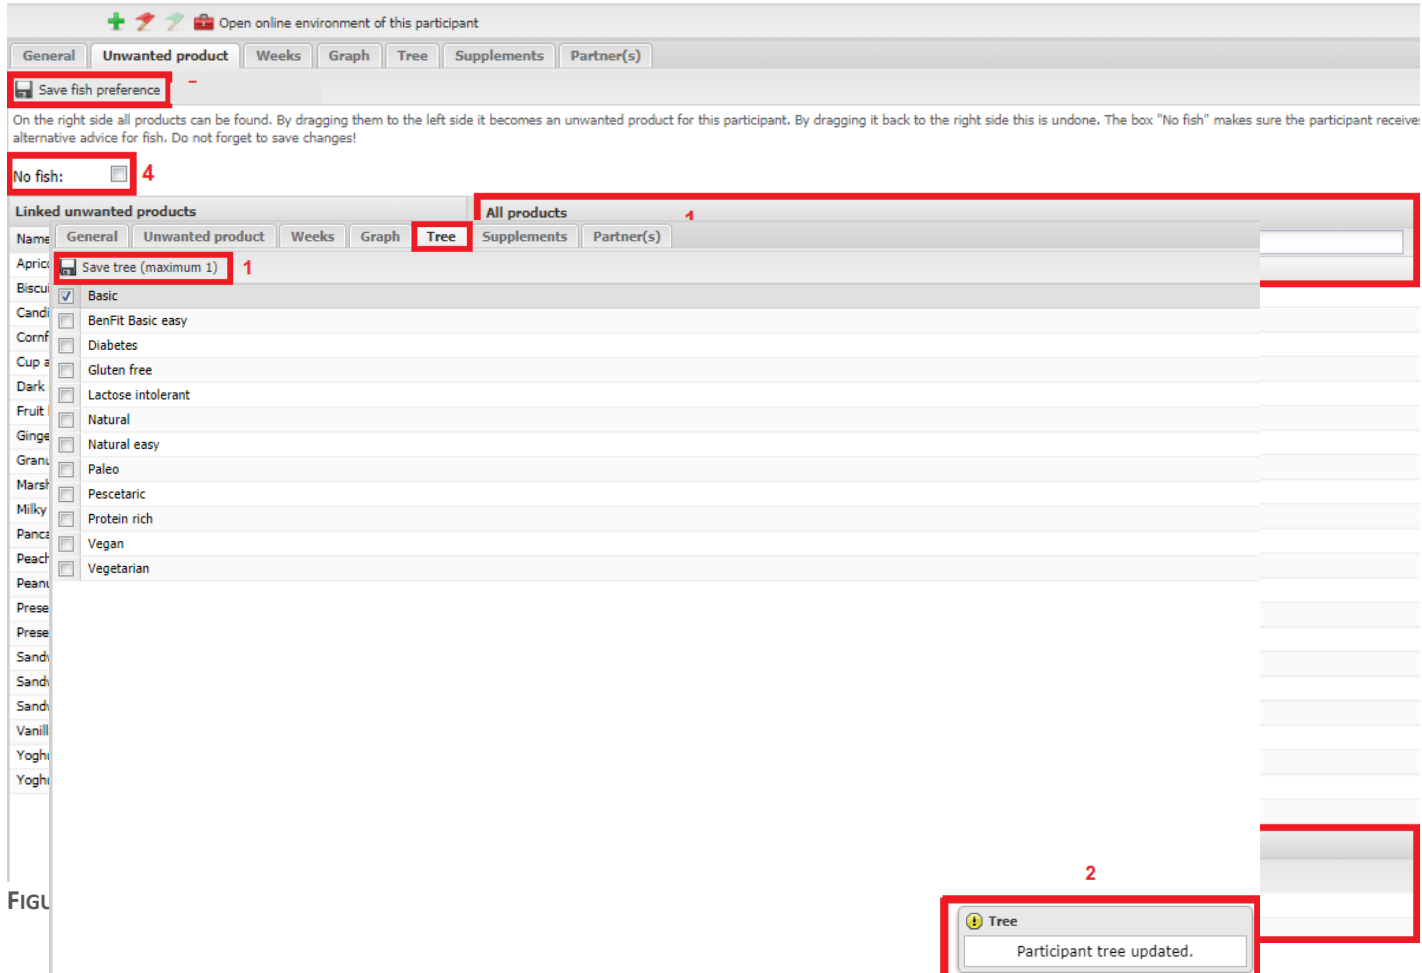 Open online environment of this participant
General Unwanted product Weeks Graph Tree Supplements Partner(s)
Save fish preference
On the right side all products can be found. By dragging them to the left side it becomes an unwanted product for this participant. By dragging it back to the right side this is undone. The box "No fish" makes sure the participant receives
alternative advice for fish. Do not forget to save changes!
No fish: 4
Linked unwanted products
All products
Name
General Unwanted product Weeks Graph Tree Supplements Partner(s)
Save tree (maximum 1) 1
Basic
BenFit Basic easy
Diabetes
Gluten free
Lactose intolerant
Natural
Natural easy
Paleo
Pescetaric
Protein rich
Vegan
Vegetarian
Cup a
Dark
Fruit
Milky
2
Tree
Participant tree updated.